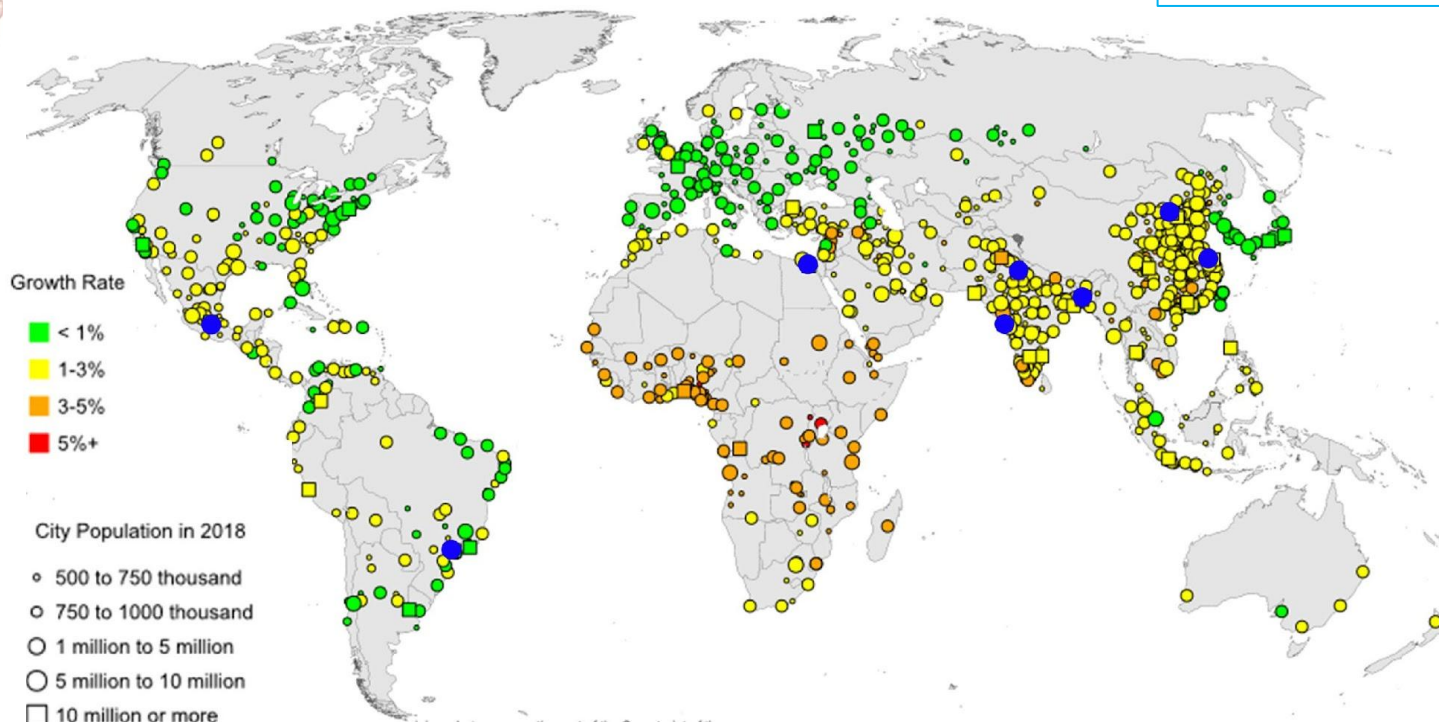 Growth Rate
< 1%
1-3%
3-5%
5%+
City Population in 2018
500 to 750 thousand
750 to 1000 thousand
1 million to 5 million
5 million to 10 million
10 million or more